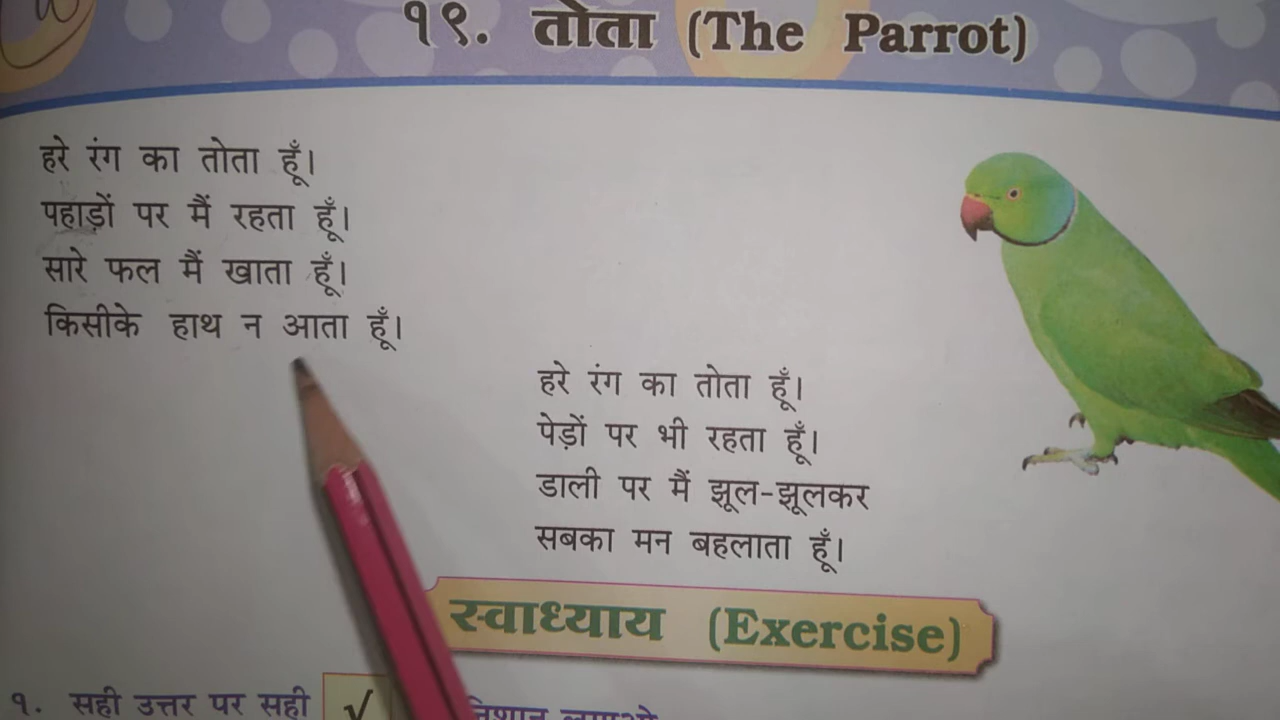 १९. तोता (The Parrot)
हरे रंग का तोता हूँ।
पहाड़ों पर मैं रहता हूँ।
सारे फल मैं खाता हूँ।
किसीके हाथ न आता हूँ।
हरे रंग का तोता हूँ।
पेड़ों पर भी रहता हूँ।
डाली पर मैं झूल-झूलकर
सबका मन बहलाता हूँ।
स्वाध्याय (Exercise)
१. सही उत्तर पर सही ✓